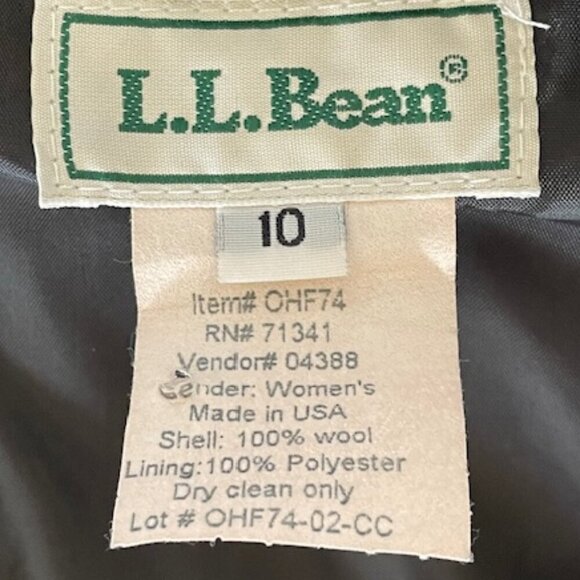 L.L.Bean®
10
Item# OHF74
RN# 71341
Vendor# 04388
Gender: Women's
Made in USA
Shell: 100% wool
Lining:100% Polyester
Dry clean only
Lot # OHF74-02-CC